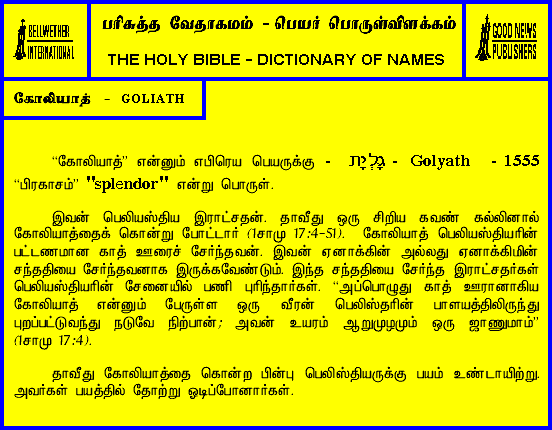 BELLWETHER
INTERNATIONAL
பரிசுத்த வேதாகமம் - பெயர் பொருள்விளக்கம்
THE HOLY BIBLE - DICTIONARY OF NAMES
GOOD NEWS
PUBLISHERS
கோலியாத் - GOLIATH
“கோலியாத்” என்னும் எபிரெய பெயருக்கு - גָּלְיָת - Golyath - 1555
“பிரகாசம்” "splendor" என்று பொருள்.
இவன் பெலியஸ்திய இராட்சதன். தாவீது ஒரு சிறிய கவண் கல்லினால்
கோலியாத்தைக் கொன்று போட்டார் (1சாமு 17:4-51). கோலியாத் பெலியஸ்தியரின்
பட்டணமான காத் ஊரைச் சேர்ந்தவன். இவன் ஏனாக்கின் அல்லது ஏனாக்கிமின்
சந்ததியை சேர்ந்தவனாக இருக்கவேண்டும். இந்த சந்ததியை சேர்ந்த இராட்சதர்கள்
பெலியஸ்தியரின் சேனையில் பணி புரிந்தார்கள். “அப்பொழுது காத் ஊரானாகிய
கோலியாத் என்னும் பேருள்ள ஒரு வீரன் பெலிஸ்தரின் பாளயத்திலிருந்து
புறப்பட்டுவந்து நடுவே நிற்பான்; அவன் உயரம் ஆறுமுழமும் ஒரு ஜாணுமாம்”
(1சாமு 17:4).
தாவீது கோலியாத்தை கொன்ற பின்பு பெலிஸ்தியருக்கு பயம் உண்டாயிற்று.
அவர்கள் பயத்தில் தோற்று ஓடிப்போனார்கள்.